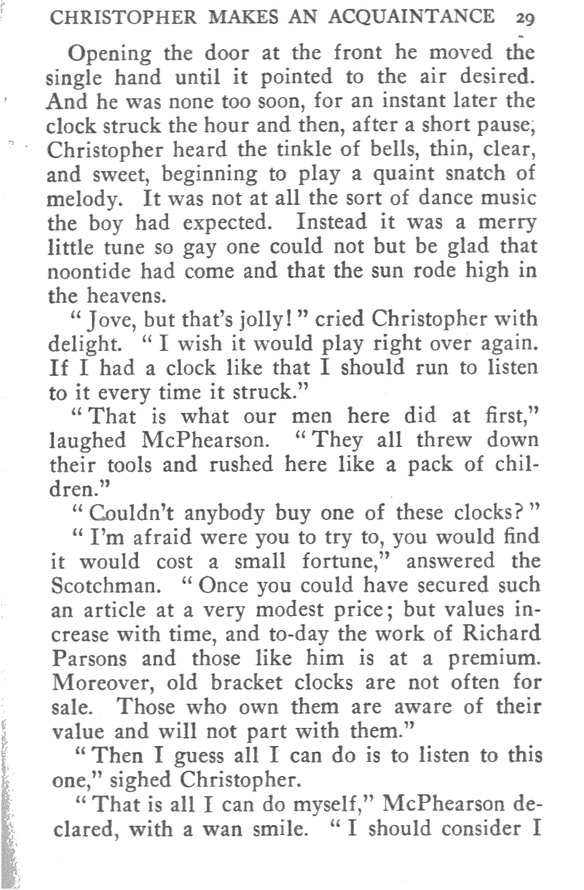 CHRISTOPHER MAKES AN ACQUAINTANCE 29
Opening the door at the front he moved the
single hand until it pointed to the air desired.
And he was none too soon, for an instant later the
clock struck the hour and then, after a short pause,
Christopher heard the tinkle of bells, thin, clear,
and sweet, beginning to play a quaint snatch of
melody. It was not at all the sort of dance music
the boy had expected. Instead it was a merry
little tune so gay one could not but be glad that
noontide had come and that the sun rode high in
the heavens.
“ Jove, but that’s jolly! ” cried Christopher with
delight. “ I wish it would play right over again.
If I had a clock like that I should run to listen
to it every time it struck.”
“ That is what our men here did at first,”
laughed McPhearson. “ They all threw down
their tools and rushed here like a pack of chil-
dren.”
“ Couldn’t anybody buy one of these clocks? ”
“ I’m afraid were you to try to, you would find
it would cost a small fortune,” answered the
Scotchman. “ Once you could have secured such
an article at a very modest price; but values in-
crease with time, and to-day the work of Richard
Parsons and those like him is at a premium.
Moreover, old bracket clocks are not often for
sale. Those who own them are aware of their
value and will not part with them.”
“ Then I guess all I can do is to listen to this
one,” sighed Christopher.
“ That is all I can do myself,” McPhearson de-
clared, with a wan smile. “ I should consider I